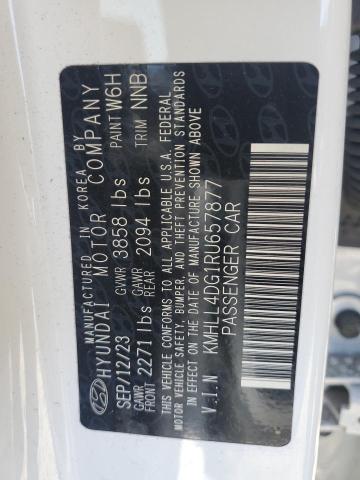 MANUFACTURED IN KOREA BY
HYUNDAI MOTOR COMPANY
SEP/12/23 GVWR 3858 lbs PAINT W6H
GAWR FRONT 2271 lbs GAWR REAR 2094 lbs TRIM NNB
THIS VEHICLE CONFORMS TO ALL APPLICABLE U.S.A. FEDERAL
MOTOR VEHICLE SAFETY, BUMPER, AND THEFT PREVENTION STANDARDS
IN EFFECT ON THE DATE OF MANUFACTURE SHOWN ABOVE
V.I.N KMHLL4DG1RU657877
PASSENGER CAR